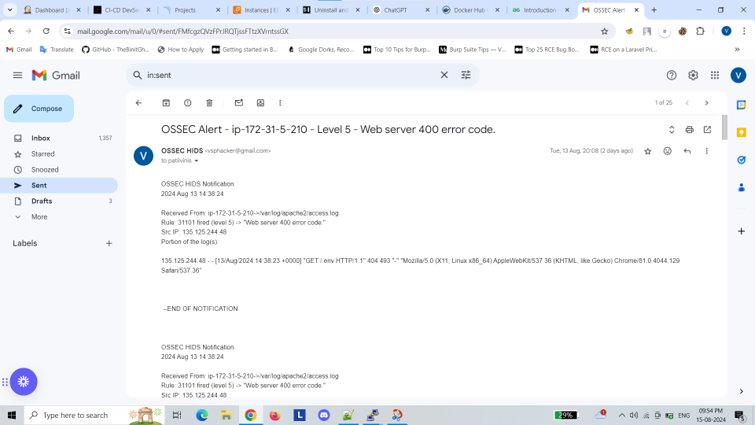 Dashboard |
CI-CD DevSe
Projects
Instances | E
Uninstall and
ChatGPT
Docker Hub
Introduction
OSSEC Alert
mail.google.com/mail/u/0/#sent/FMfcgzQVzFPrJRQTjssFTtzXVrntssGX
Gmail
Translate
GitHub - TheBinitGh...
How to Apply
Getting started in B...
Google Dorks, Reco...
Top 10 Tips for Burp...
Burp Suite Tips — V...
Top 25 RCE Bug Bo...
RCE on a Laravel Pri...
Gmail
in:sent
V
Compose
1 of 25
Inbox 1,357
Starred
Snoozed
Sent
Drafts 3
More
Labels
OSSEC Alert - ip-172-31-5-210 - Level 5 - Web server 400 error code.
V
OSSEC HIDS <vsphacker@gmail.com>
Tue, 13 Aug, 20:08 (2 days ago)
to patilvinis
OSSEC HIDS Notification.
2024 Aug 13 14:38:24
Received From: ip-172-31-5-210->/var/log/apache2/access.log
Rule: 31101 fired (level 5) -> "Web server 400 error code."
Src IP: 135.125.244.48
Portion of the log(s):
135.125.244.48 - - [13/Aug/2024:14:38:23 +0000] "GET /.env HTTP/1.1" 404 493 "-" "Mozilla/5.0 (X11; Linux x86_64) AppleWebKit/537.36 (KHTML, like Gecko) Chrome/81.0.4044.129
Safari/537.36"
--END OF NOTIFICATION
OSSEC HIDS Notification.
2024 Aug 13 14:38:24
Received From: ip-172-31-5-210->/var/log/apache2/access.log
Rule: 31101 fired (level 5) -> "Web server 400 error code."
Src IP: 135.125.244.48
Type here to search
29%
ENG
09:54 PM
15-08-2024